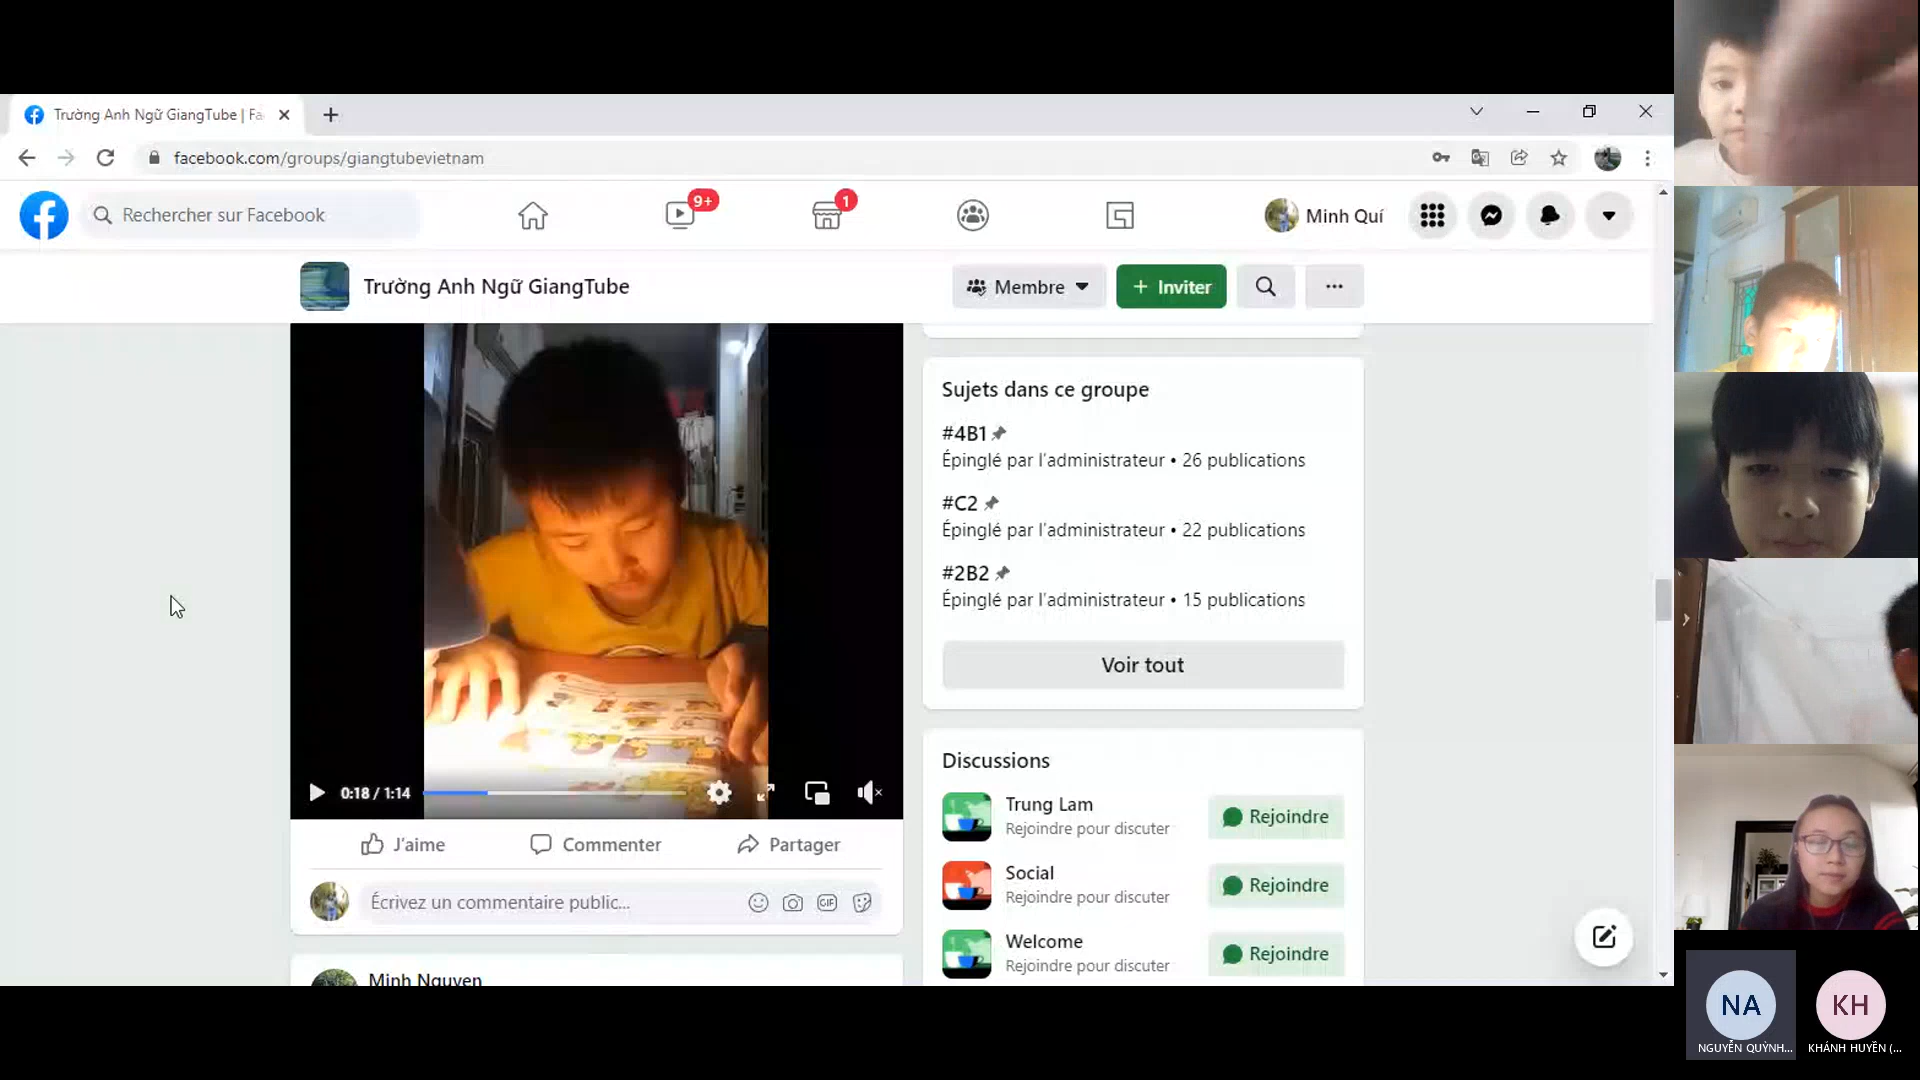 Trường Anh Ngữ GiangTube | Fa
facebook.com/groups/giangtubevietnam
Rechercher sur Facebook
9+
1
Minh Quí
Trường Anh Ngữ GiangTube
Membre
+ Inviter
Sujets dans ce groupe
#4B1
Épinglé par l'administrateur • 26 publications
#C2
Épinglé par l'administrateur • 22 publications
#2B2
Épinglé par l'administrateur • 15 publications
Voir tout
0:18 / 1:14
J'aime
Commenter
Partager
Écrivez un commentaire public...
GIF
Minh Nguyen
Discussions
Trung Lam
Rejoindre pour discuter
Rejoindre
Social
Rejoindre pour discuter
Rejoindre
Welcome
Rejoindre pour discuter
Rejoindre
NA
NGUYỄN QUỲNH...
KH
KHÁNH HUYỀN (...